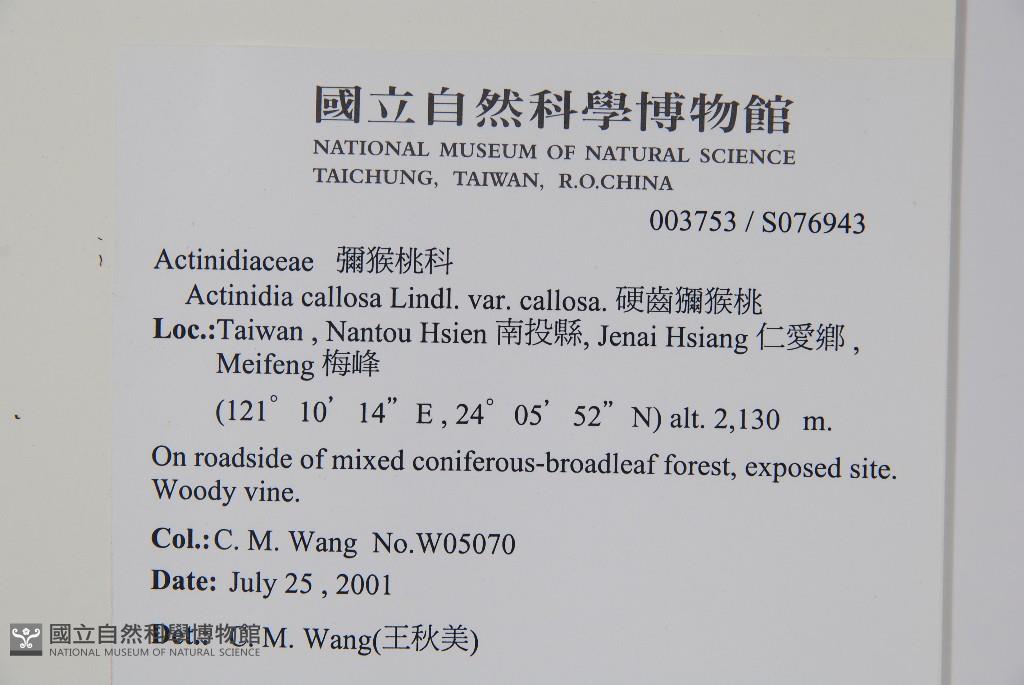 國立自然科學博物館
NATIONAL MUSEUM OF NATURAL SCIENCE
TAICHUNG, TAIWAN, R.O.CHINA
003753 / S076943
Actinidiaceae 獼猴桃科
Actinidia callosa Lindl. var. callosa. 硬齒獼猴桃
Loc.:Taiwan , Nantou Hsien 南投縣, Jenai Hsiang 仁愛鄉 ,
Meifeng 梅峰
(121° 10’ 14” E , 24° 05’ 52” N) alt. 2,130 m.
On roadside of mixed coniferous-broadleaf forest, exposed site.
Woody vine.
Col.:C. M. Wang No.W05070
Date: July 25 , 2001
Det.: C. M. Wang(王秋美)
國立自然科學博物館
NATIONAL MUSEUM OF NATURAL SCIENCE